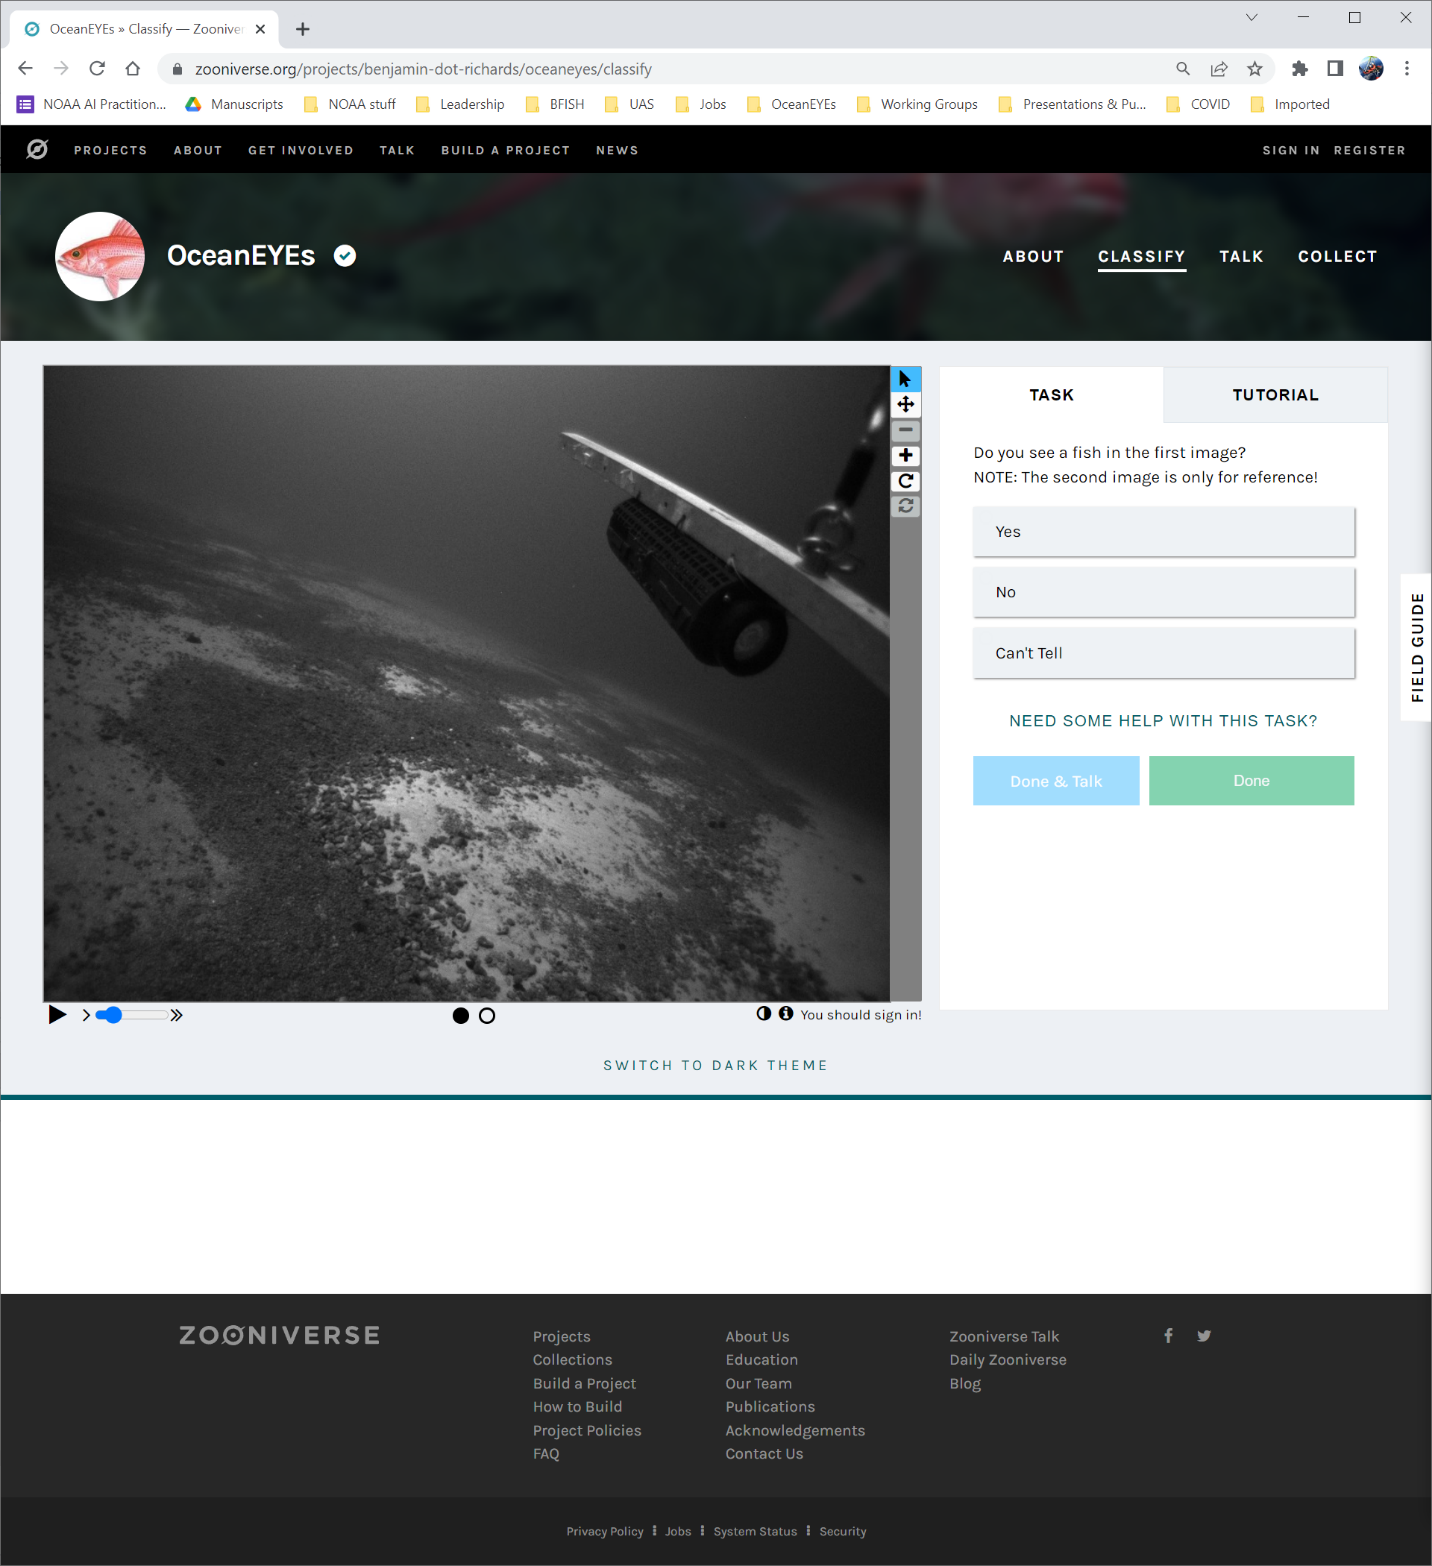 OceanEYEs » Classify — Zooniver
zooniverse.org/projects/benjamin-dot-richards/oceaneyes/classify
NOAA AI Practition... Manuscripts NOAA stuff Leadership BFISH UAS Jobs OceanEYEs Working Groups Presentations & Pu... COVID Imported
PROJECTS ABOUT GET INVOLVED TALK BUILD A PROJECT NEWS SIGN IN REGISTER
OceanEYEs ABOUT CLASSIFY TALK COLLECT
TASK TUTORIAL
Do you see a fish in the first image?
NOTE: The second image is only for reference!
Yes
No
Can't Tell
FIELD GUIDE
NEED SOME HELP WITH THIS TASK?
Done & Talk Done
You should sign in!
SWITCH TO DARK THEME
ZOONIVERSE
Projects
Collections
Build a Project
How to Build
Project Policies
FAQ
About Us
Education
Our Team
Publications
Acknowledgements
Contact Us
Zooniverse Talk
Daily Zooniverse
Blog
Privacy Policy Jobs System Status Security